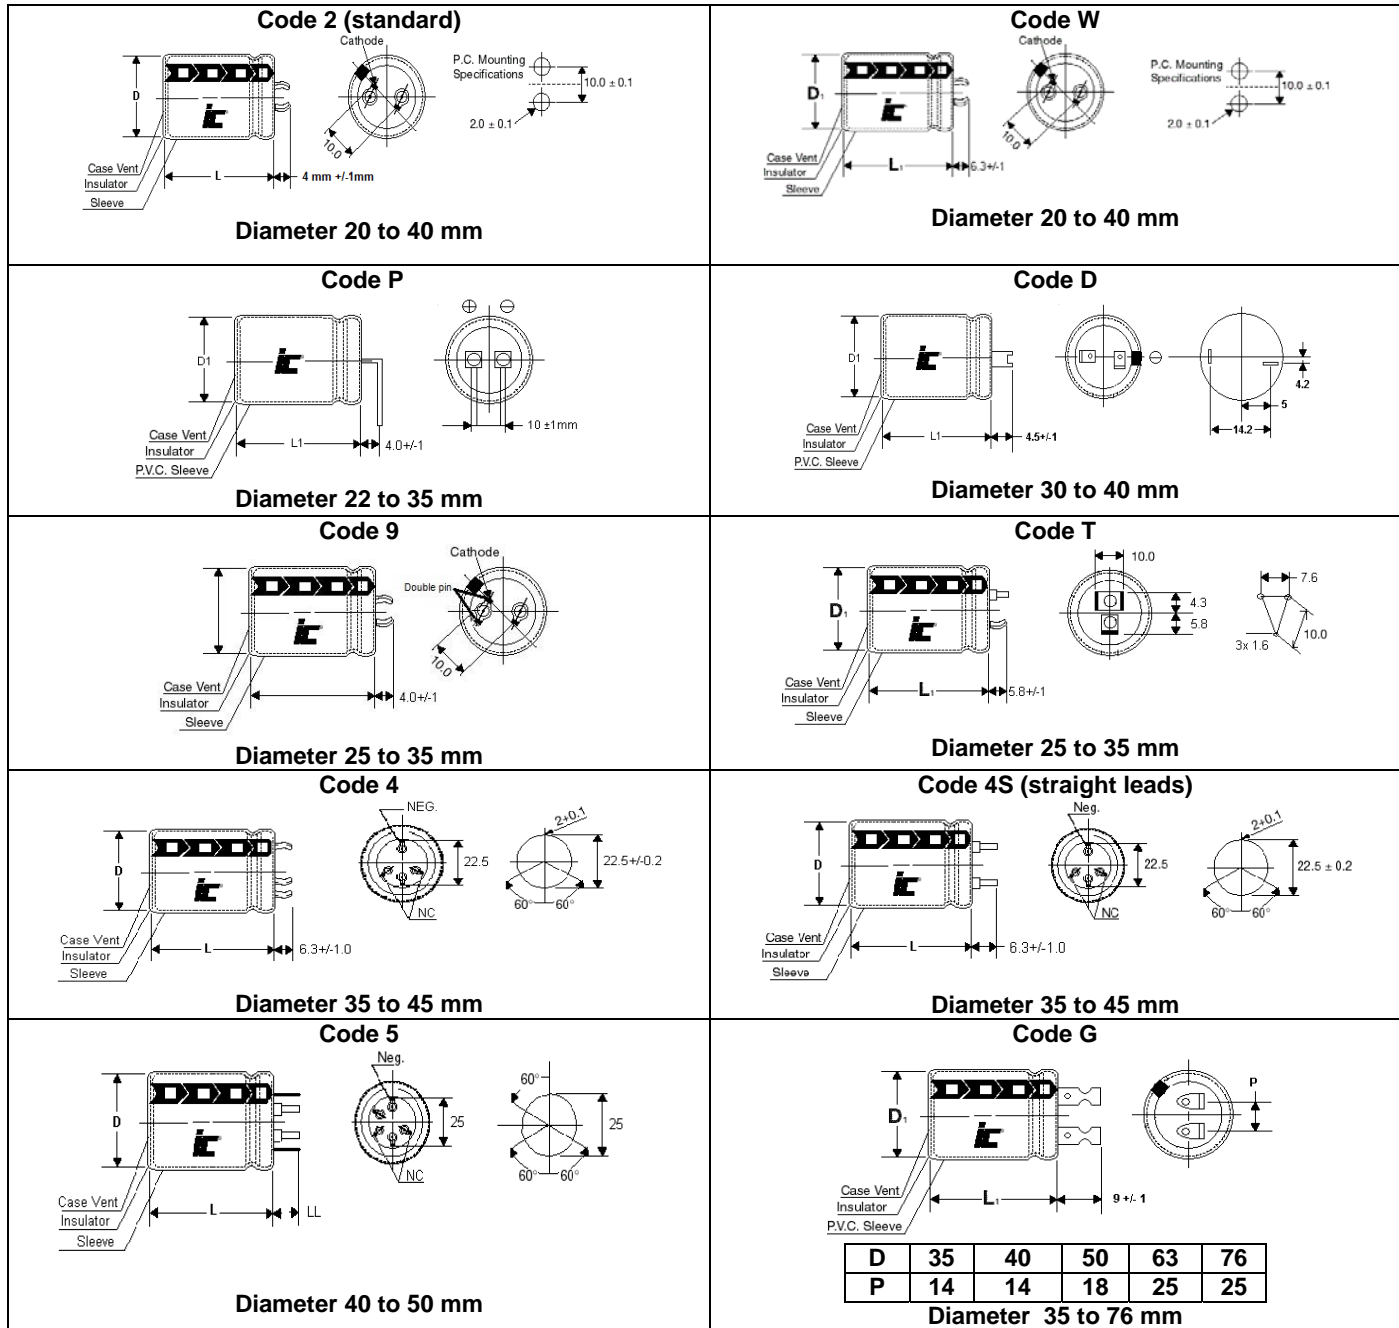 Code 2 (standard)
Cathode
P.C. Mounting
Specifications
10.0 ± 0.1
2.0 ± 0.1
D
ic
10.0
Case Vent
Insulator
Sleeve
L
4 mm +/-1mm
Diameter 20 to 40 mm
Code W
Cathode
P.C. Mounting
Specifications
10.0 ± 0.1
2.0 ± 0.1
D1
ic
10.0
Case Vent
Insulator
Sleeve
L1
6.3+/-1
Diameter 20 to 40 mm
Code P
D1
ic
Case Vent
Insulator
P.V.C. Sleeve
L1
4.0+/-1
10 ±1mm
Diameter 22 to 35 mm
Code D
D1
ic
4.2
5
14.2
Case Vent
Insulator
P.V.C. Sleeve
L1
4.5+/-1
Diameter 30 to 40 mm
Code 9
Cathode
Double pin
ic
10.0
Case Vent
Insulator
Sleeve
4.0+/-1
Diameter 25 to 35 mm
Code T
10.0
7.6
D1
4.3
5.8
10.0
3x 1.6
ic
Case Vent
Insulator
Sleeve
L1
5.8+/-1
Diameter 25 to 35 mm
Code 4
NEG.
D
22.5
22.5+/-0.2
ic
NC
60° 60°
Case Vent
Insulator
Sleeve
L
6.3+/-1.0
Diameter 35 to 45 mm
Code 4S (straight leads)
Neg.
2+0.1
D
22.5
22.5 ± 0.2
ic
NC
60° 60°
Case Vent
Insulator
Sleeve
L
6.3+/-1.0
2+0.1
Diameter 35 to 45 mm
Code 5
Neg.
60°
D
25
25
ic
NC
60° 60°
Case Vent
Insulator
Sleeve
L
LL
Diameter 40 to 50 mm
Code G
P
D1
ic
Case Vent
Insulator
P.V.C. Sleeve
L1
9 +/- 1
D 35 40 50 63 76
P 14 14 18 25 25
Diameter 35 to 76 mm